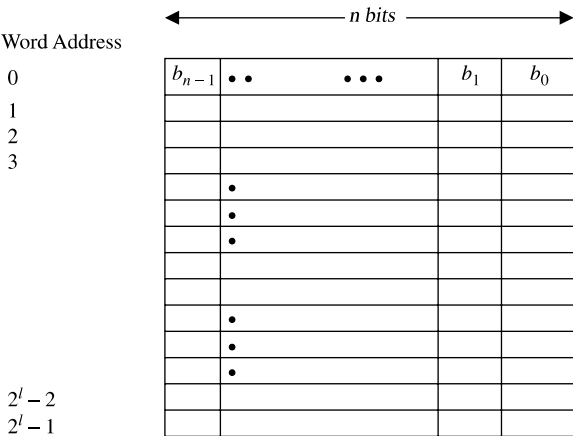 n bits
Word Address
0 b_{n-1} • • • • • b_1 b_0
1
2
3
2^l – 2
2^l – 1